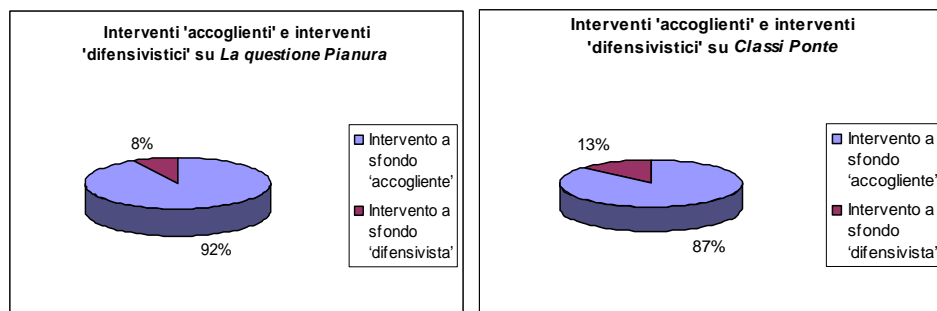 Interventi 'accoglienti' e interventi
'difensivistici' su La questione Pianura
8%
92%
Intervento a
sfondo
'accogliente'
Intervento a
sfondo
'difensivista'
Interventi 'accoglienti' e interventi
'difensivistici' su Classi Ponte
13%
87%
Intervento a
sfondo
'accogliente'
Intervento a
sfondo
'difensivista'